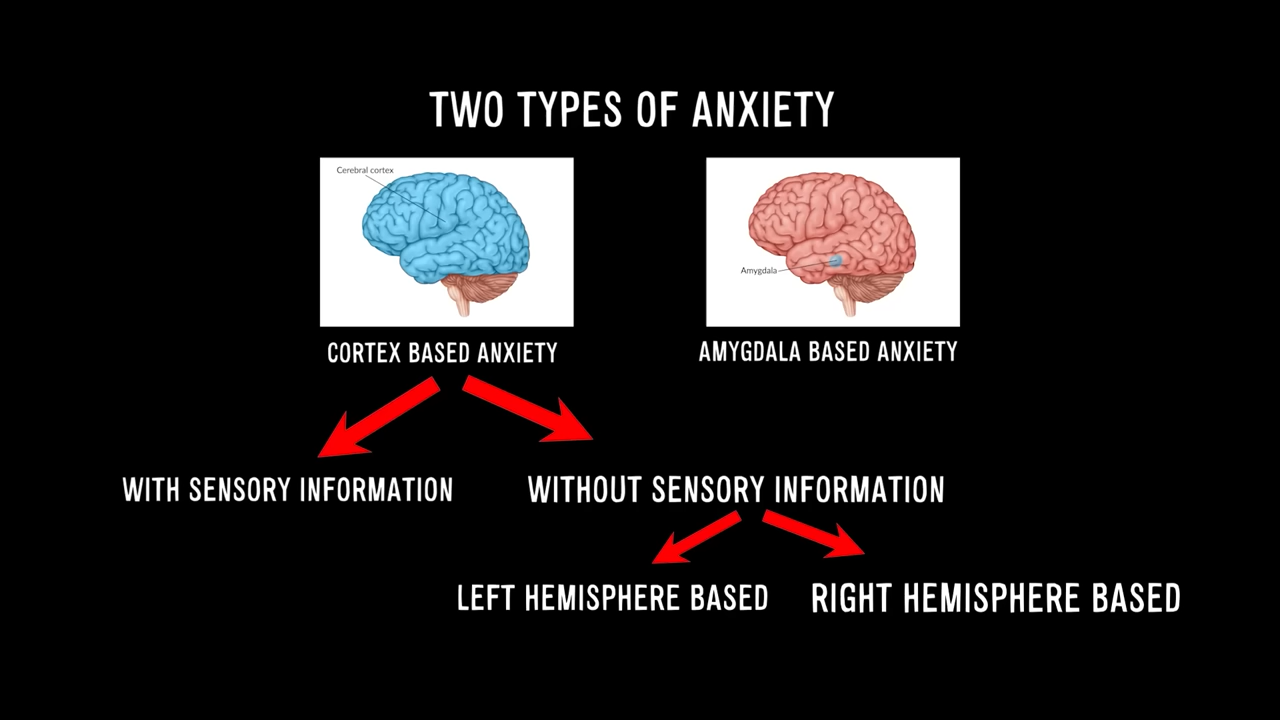 TWO TYPES OF ANXIETY
Cerebral cortex
Amygdala
CORTEX BASED ANXIETY
AMYGDALA BASED ANXIETY
WITH SENSORY INFORMATION
WITHOUT SENSORY INFORMATION
LEFT HEMISPHERE BASED
RIGHT HEMISPHERE BASED